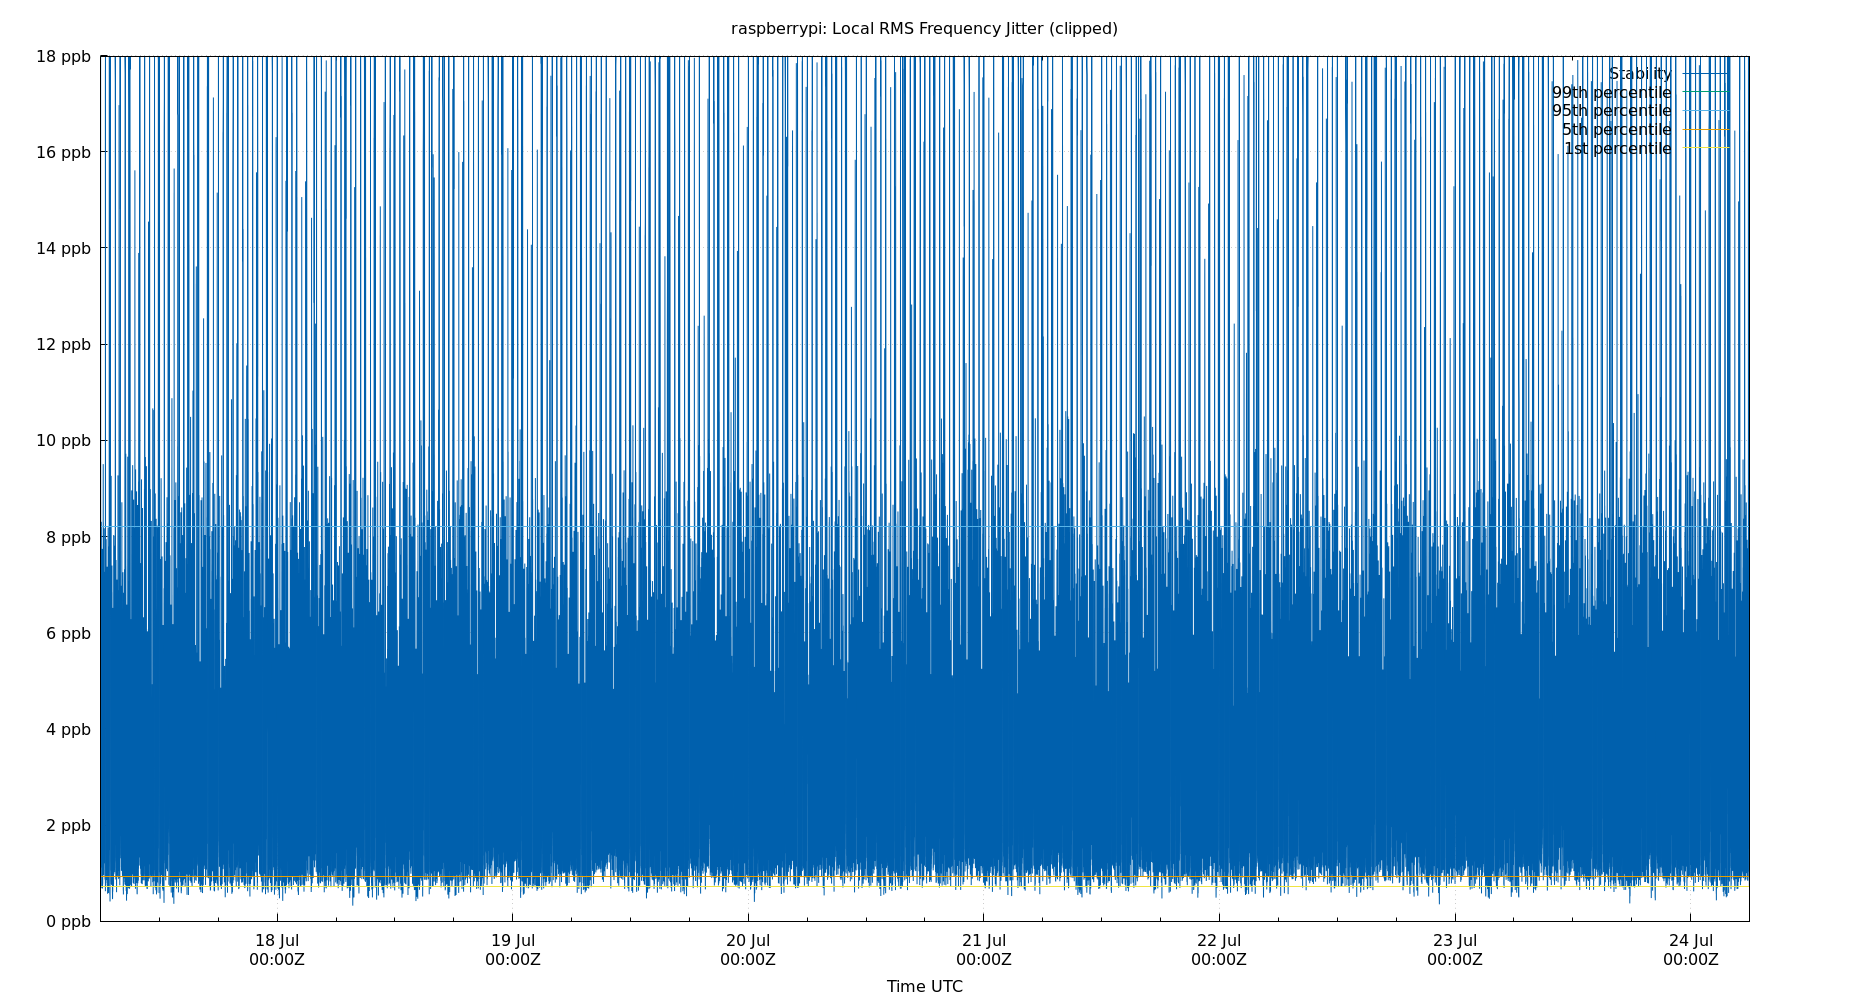 raspberrypi: Local RMS Frequency Jitter (clipped)
18 ppb
16 ppb
14 ppb
12 ppb
10 ppb
8 ppb
6 ppb
4 ppb
2 ppb
0 ppb
Stability
99th percentile
95th percentile
5th percentile
1st percentile
18 Jul
00:00Z
19 Jul
00:00Z
20 Jul
00:00Z
21 Jul
00:00Z
22 Jul
00:00Z
23 Jul
00:00Z
24 Jul
00:00Z
Time UTC